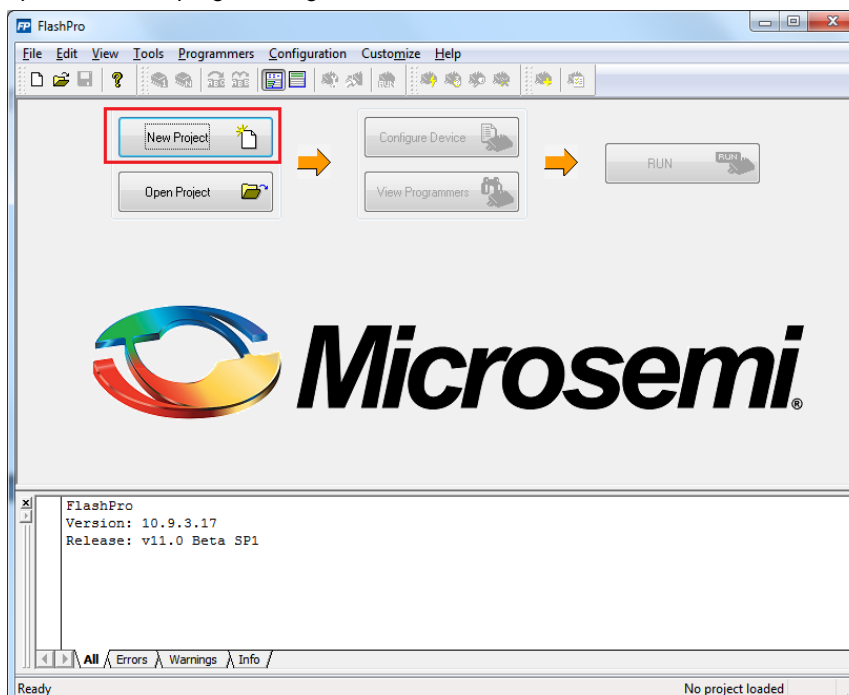 FlashPro
File Edit View Tools Programmers Configuration Customize Help
New Project
Configure Device
RUN
RUN
Open Project
View Programmers
Microsemi®
FlashPro
Version: 10.9.3.17
Release: v11.0 Beta SP1
All Errors Warnings Info
Ready No project loaded